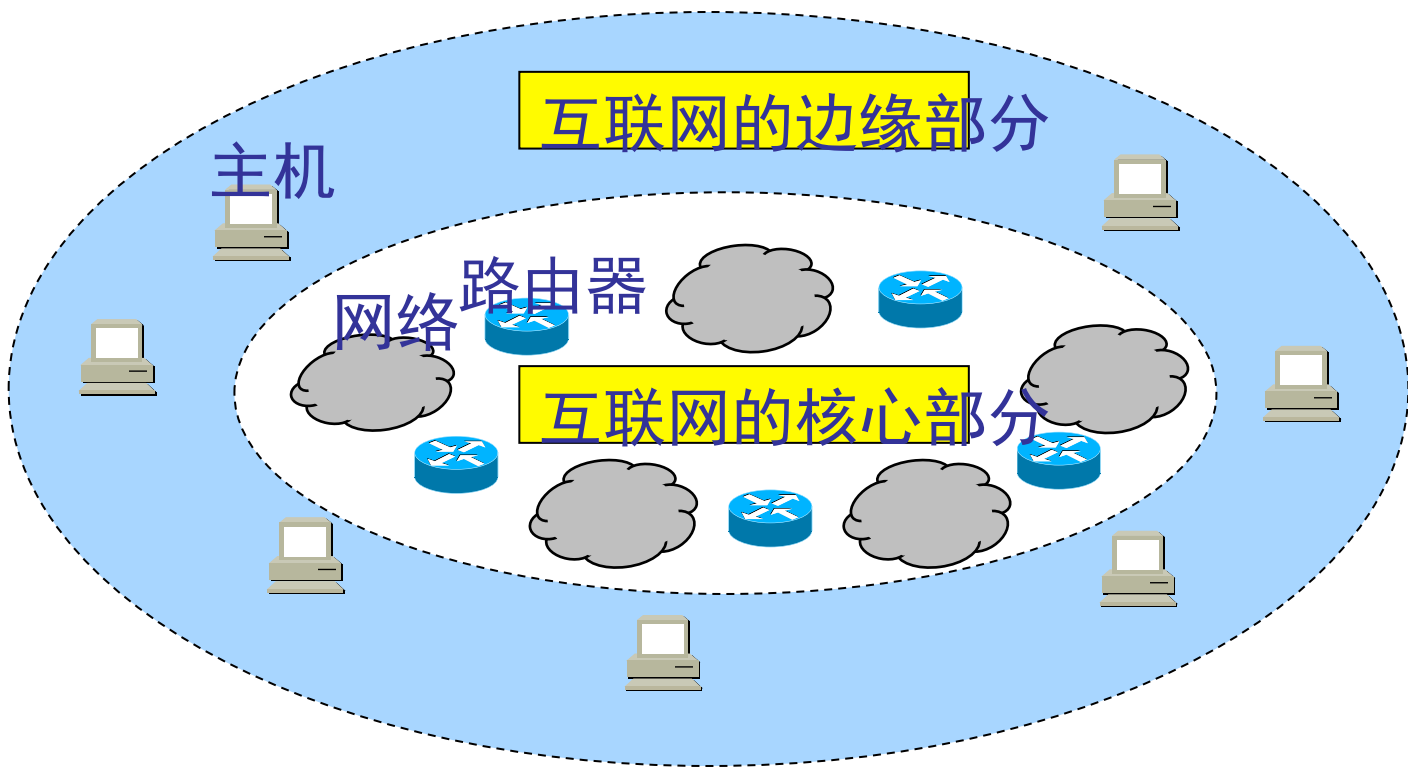 互联网的边缘部分
主机
路由器
网络
互联网的核心部分